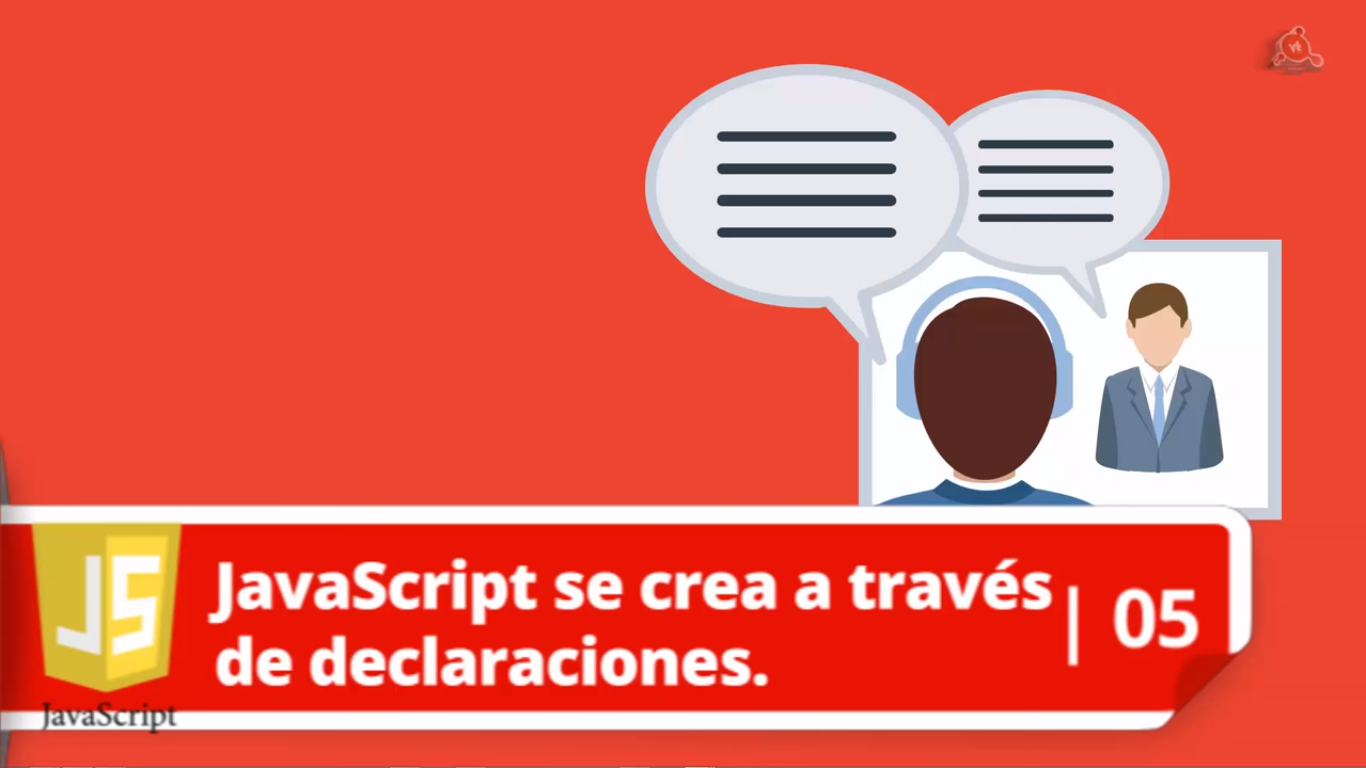 JS
JavaScript
JavaScript se crea a través
de declaraciones.
| 05